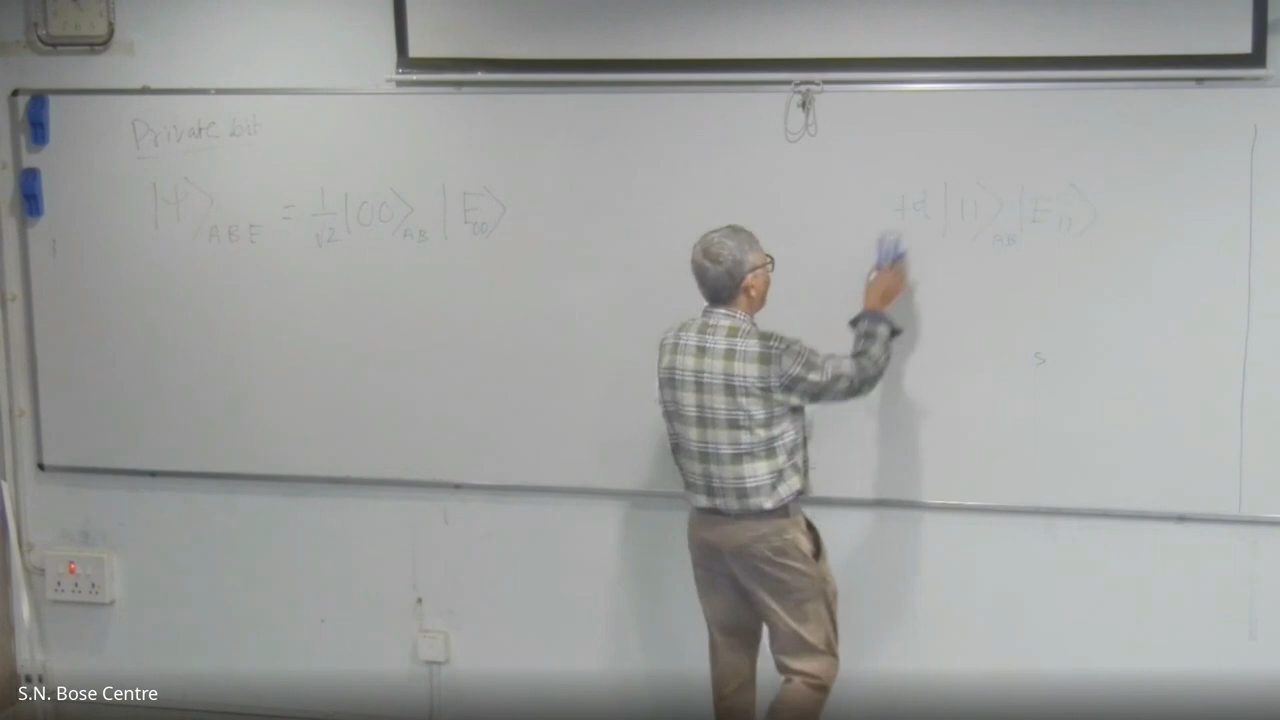 Private bit
|Ψ⟩ABE = 1/√2 |00⟩AB |E00⟩ +d |11⟩AB |E11⟩
S
S.N. Bose Centre